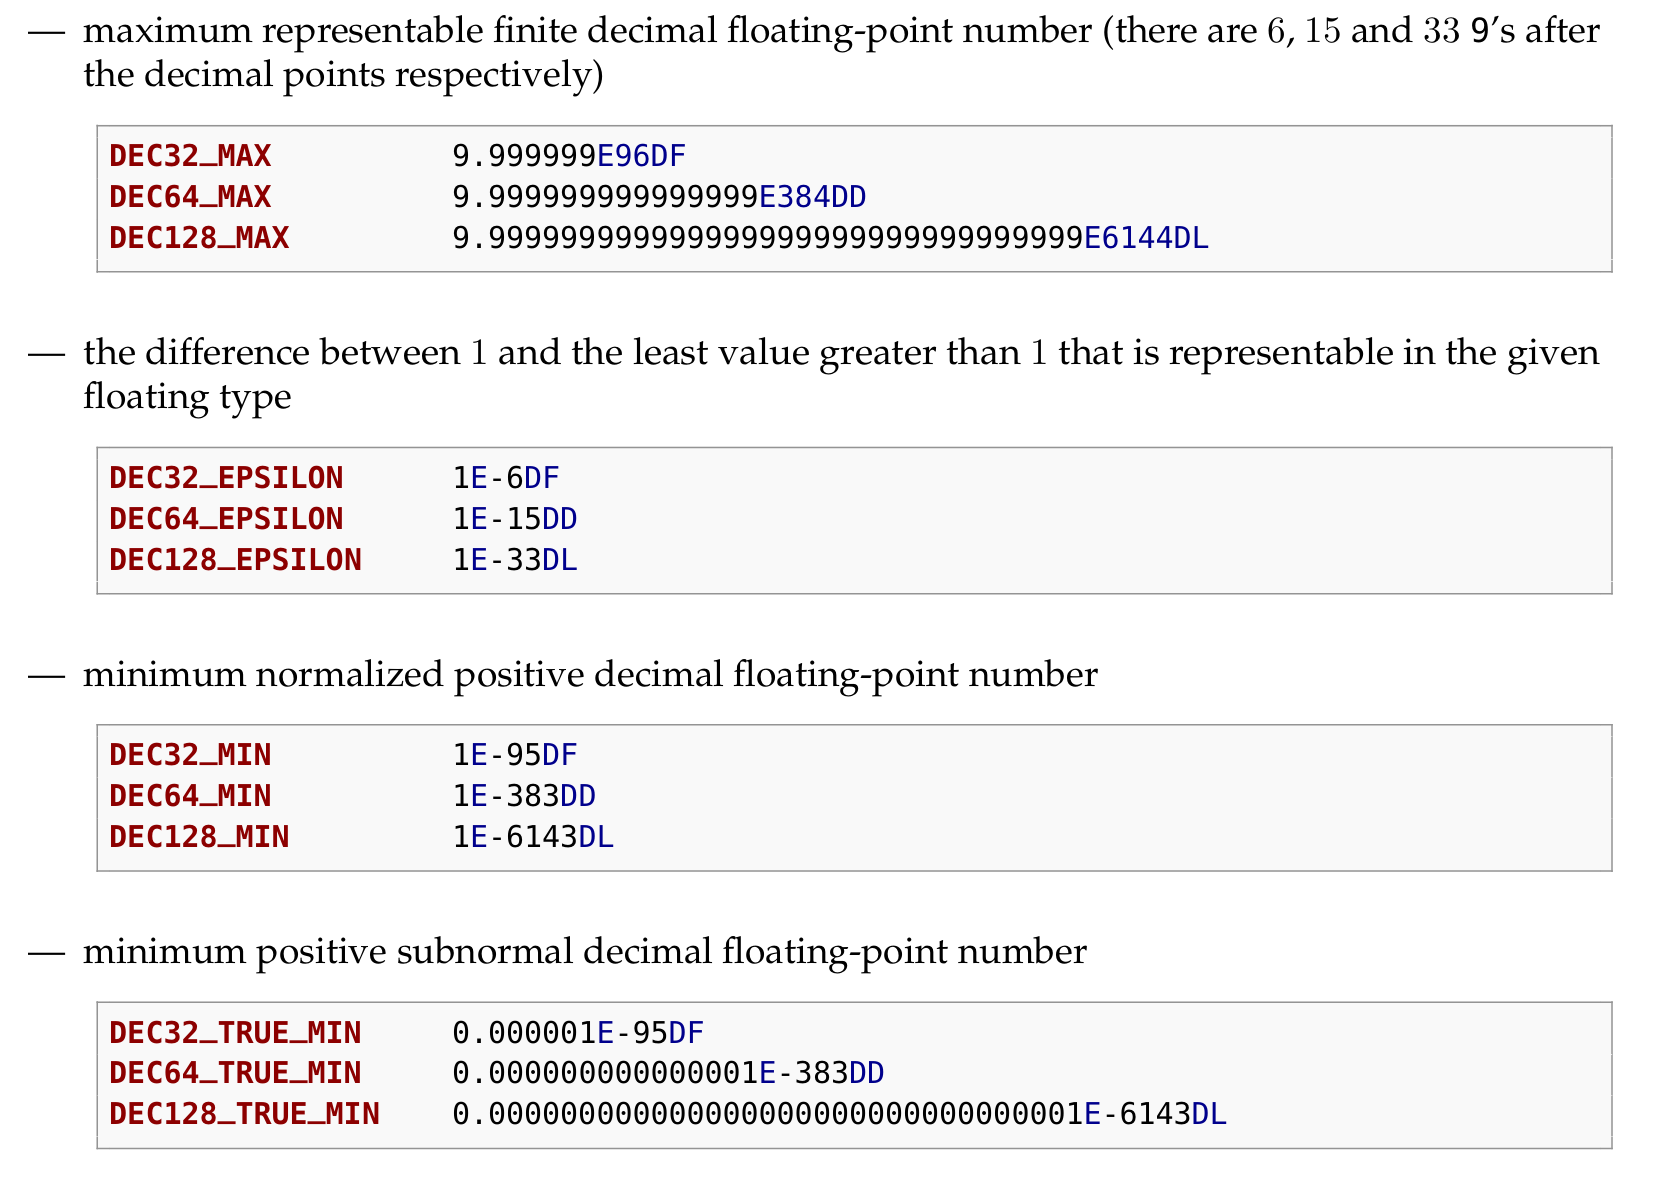 — maximum representable finite decimal floating-point number (there are 6, 15 and 33 9’s after
the decimal points respectively)
DEC32_MAX 9.999999E96DF
DEC64_MAX 9.999999999999999E384DD
DEC128_MAX 9.999999999999999999999999999999999E6144DL
— the difference between 1 and the least value greater than 1 that is representable in the given
floating type
DEC32_EPSILON 1E-6DF
DEC64_EPSILON 1E-15DD
DEC128_EPSILON 1E-33DL
— minimum normalized positive decimal floating-point number
DEC32_MIN 1E-95DF
DEC64_MIN 1E-383DD
DEC128_MIN 1E-6143DL
— minimum positive subnormal decimal floating-point number
DEC32_TRUE_MIN 0.000001E-95DF
DEC64_TRUE_MIN 0.000000000000001E-383DD
DEC128_TRUE_MIN 0.000000000000000000000000000000001E-6143DL